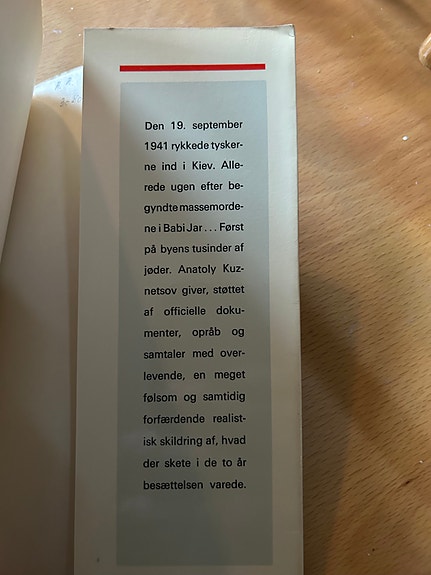 Den 19. september
1941 rykkede tysker-
ne ind i Kiev. Alle-
rede ugen efter be-
gyndte massemorde-
ne i Babi Jar... Først
på byens tusinder af
jøder. Anatoly Kuz-
netsov giver, støttet
af officielle doku-
menter, opråb og
samtaler med over-
levende, en meget
følsom og samtidig
forfærdende realist-
isk skildring af, hvad
der skete i de to år
besættelsen varede.